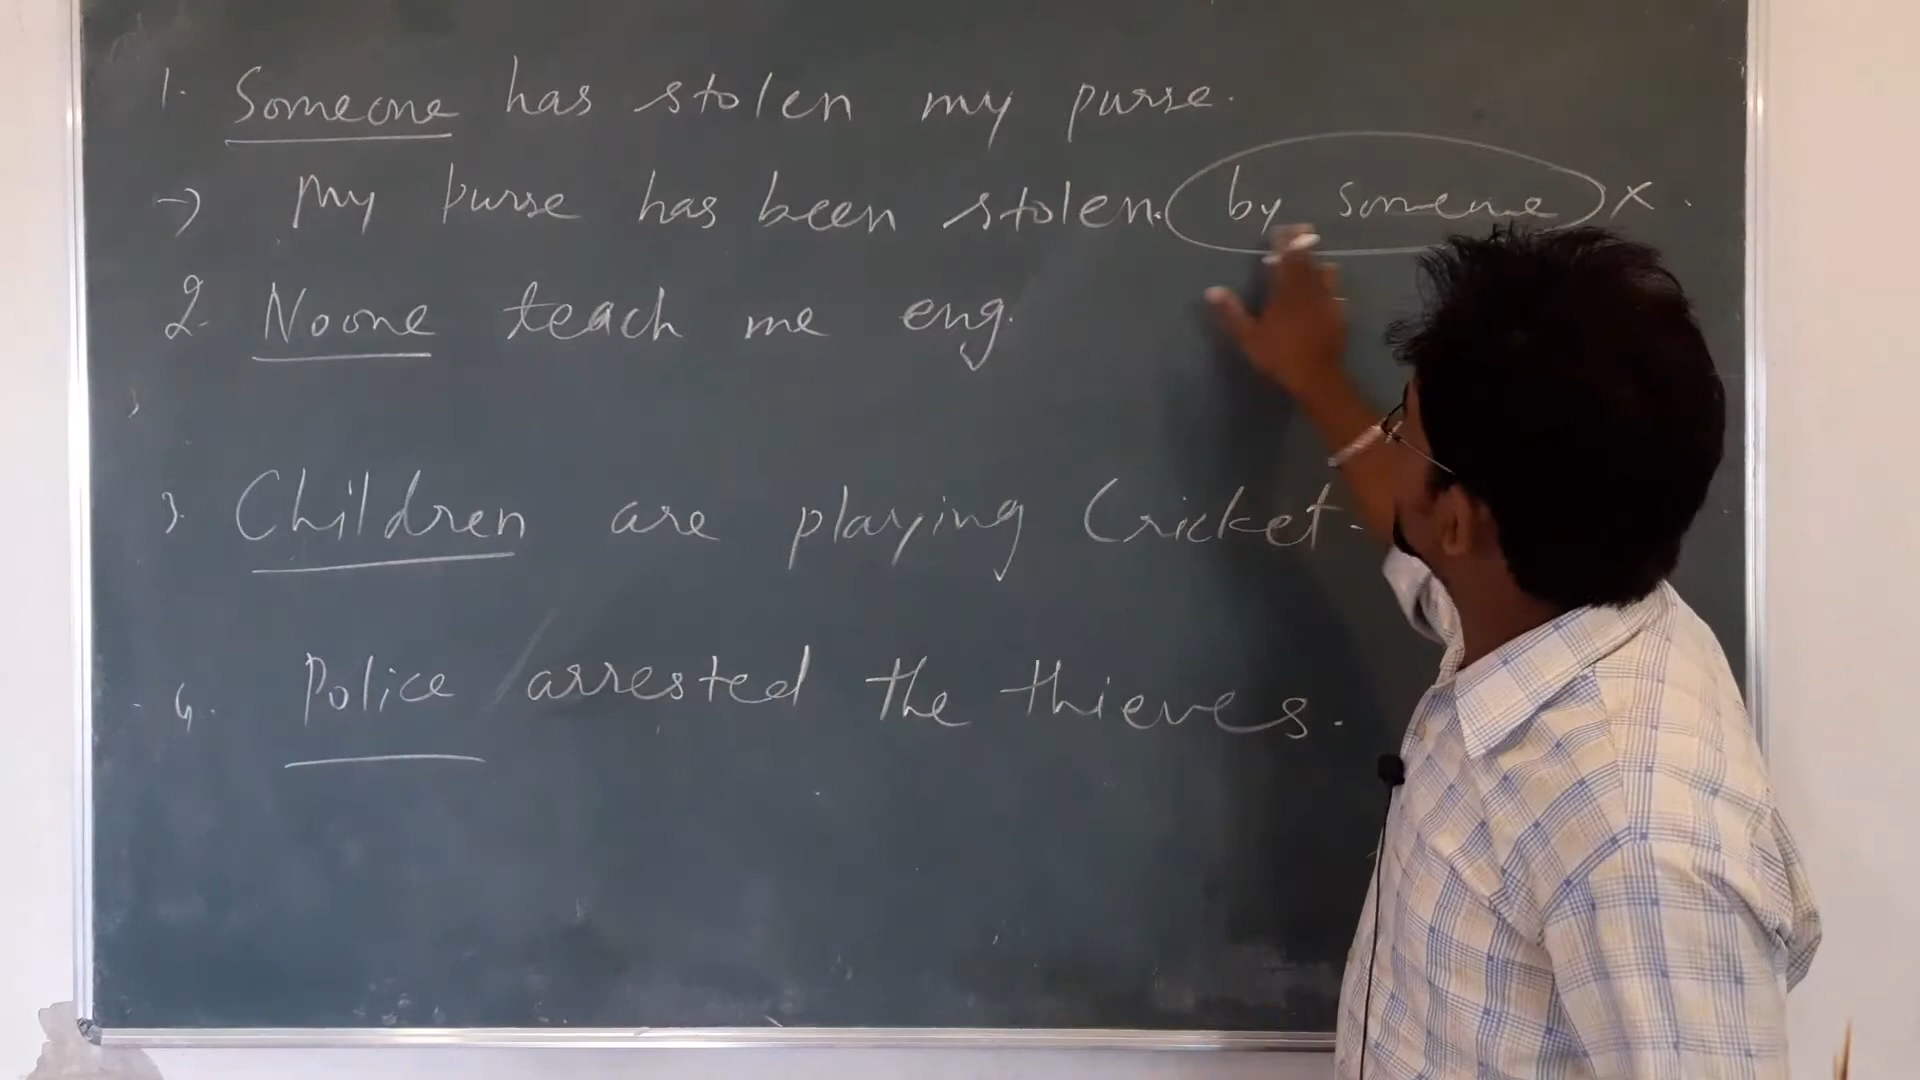 1. Someone has stolen my purse.
→ My purse has been stolen. by someone x.
2. Noone teach me eng.
3. Children are playing Cricket.
4. Police arrested the thieves.